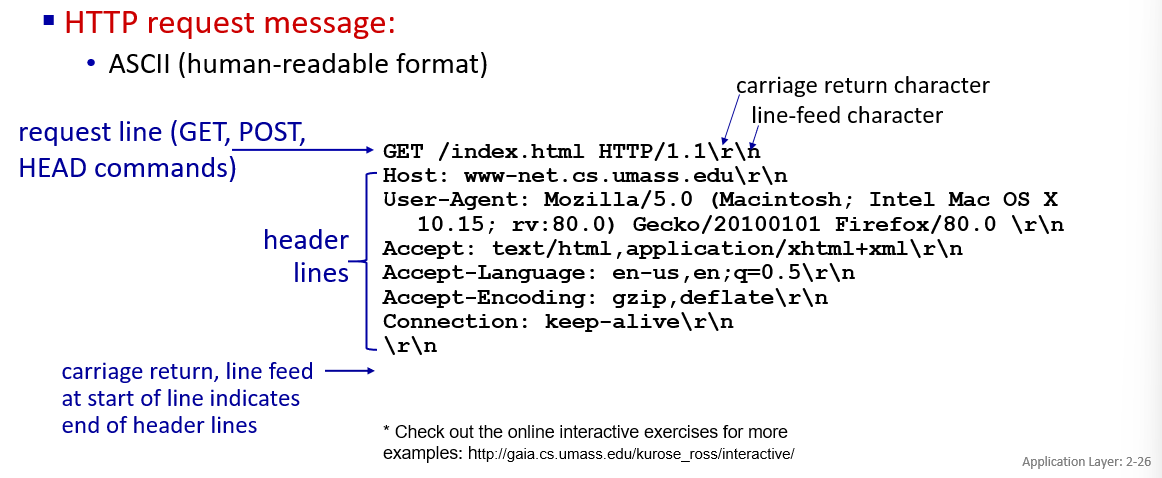 HTTP request message:
ASCII (human-readable format)
carriage return character
line-feed character
request line (GET, POST,
HEAD commands)
GET /index.html HTTP/1.1\r\n
Host: www-net.cs.umass.edu\r\n
User-Agent: Mozilla/5.0 (Macintosh; Intel Mac OS X
10.15; rv:80.0) Gecko/20100101 Firefox/80.0 \r\n
header
lines
Accept: text/html,application/xhtml+xml\r\n
Accept-Language: en-us,en;q=0.5\r\n
Accept-Encoding: gzip,deflate\r\n
Connection: keep-alive\r\n
\r\n
carriage return, line feed
at start of line indicates
end of header lines
* Check out the online interactive exercises for more
examples: http://gaia.cs.umass.edu/kurose_ross/interactive/
Application Layer: 2-26